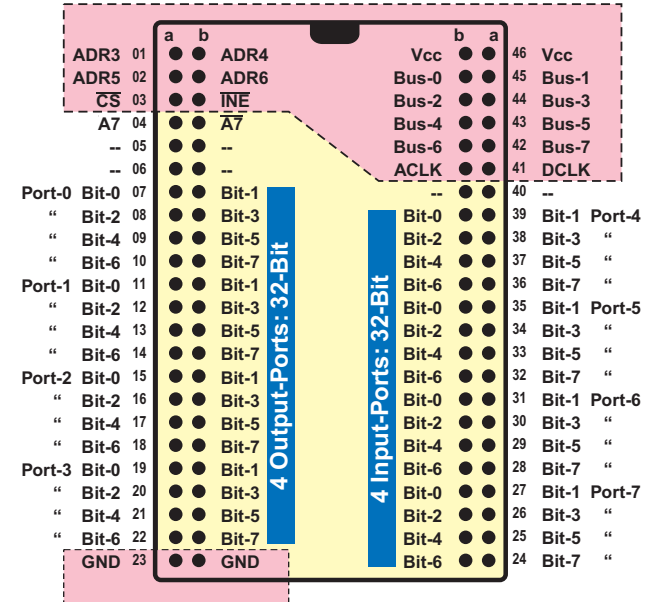 a b b a
ADR3 01 ADR4 Vcc 46 Vcc
ADR5 02 ADR6 Bus-0 45 Bus-1
CS 03 INE Bus-2 44 Bus-3
A7 04 A7 Bus-4 43 Bus-5
-- 05 -- Bus-6 42 Bus-7
-- 06 -- ACLK 41 DCLK
Port-0 Bit-0 07 Bit-1 -- 40 --
“ Bit-2 08 Bit-3 Bit-0 39 Bit-1 Port-4
“ Bit-4 09 Bit-5 Bit-2 38 Bit-3 “
“ Bit-6 10 Bit-7 Bit-4 37 Bit-5 “
Port-1 Bit-0 11 Bit-1 Bit-6 36 Bit-7 “
“ Bit-2 12 Bit-3 Bit-0 35 Bit-1 Port-5
“ Bit-4 13 Bit-5 Bit-2 34 Bit-3 “
“ Bit-6 14 Bit-7 Bit-4 33 Bit-5 “
Port-2 Bit-0 15 Bit-1 Bit-6 32 Bit-7 “
“ Bit-2 16 Bit-3 Bit-0 31 Bit-1 Port-6
“ Bit-4 17 Bit-5 Bit-2 30 Bit-3 “
“ Bit-6 18 Bit-7 Bit-4 29 Bit-5 “
Port-3 Bit-0 19 Bit-1 Bit-6 28 Bit-7 “
“ Bit-2 20 Bit-3 Bit-0 27 Bit-1 Port-7
“ Bit-4 21 Bit-5 Bit-2 26 Bit-3 “
“ Bit-6 22 Bit-7 Bit-4 25 Bit-5 “
GND 23 GND Bit-6 24 Bit-7 “
4 Output-Ports: 32-Bit
4 Input-Ports: 32-Bit